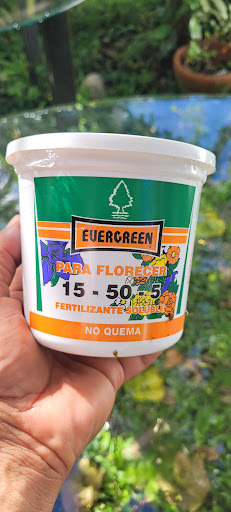 EVERGREEN
PARA FLORECER
15 - 50 - 5
FERTILIZANTE SOLUBLE
NO QUEMA